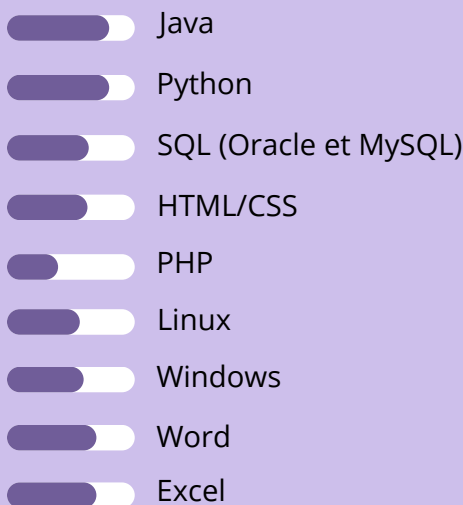 Java
Python
SQL (Oracle et MySQL)
HTML/CSS
PHP
Linux
Windows
Word
Excel